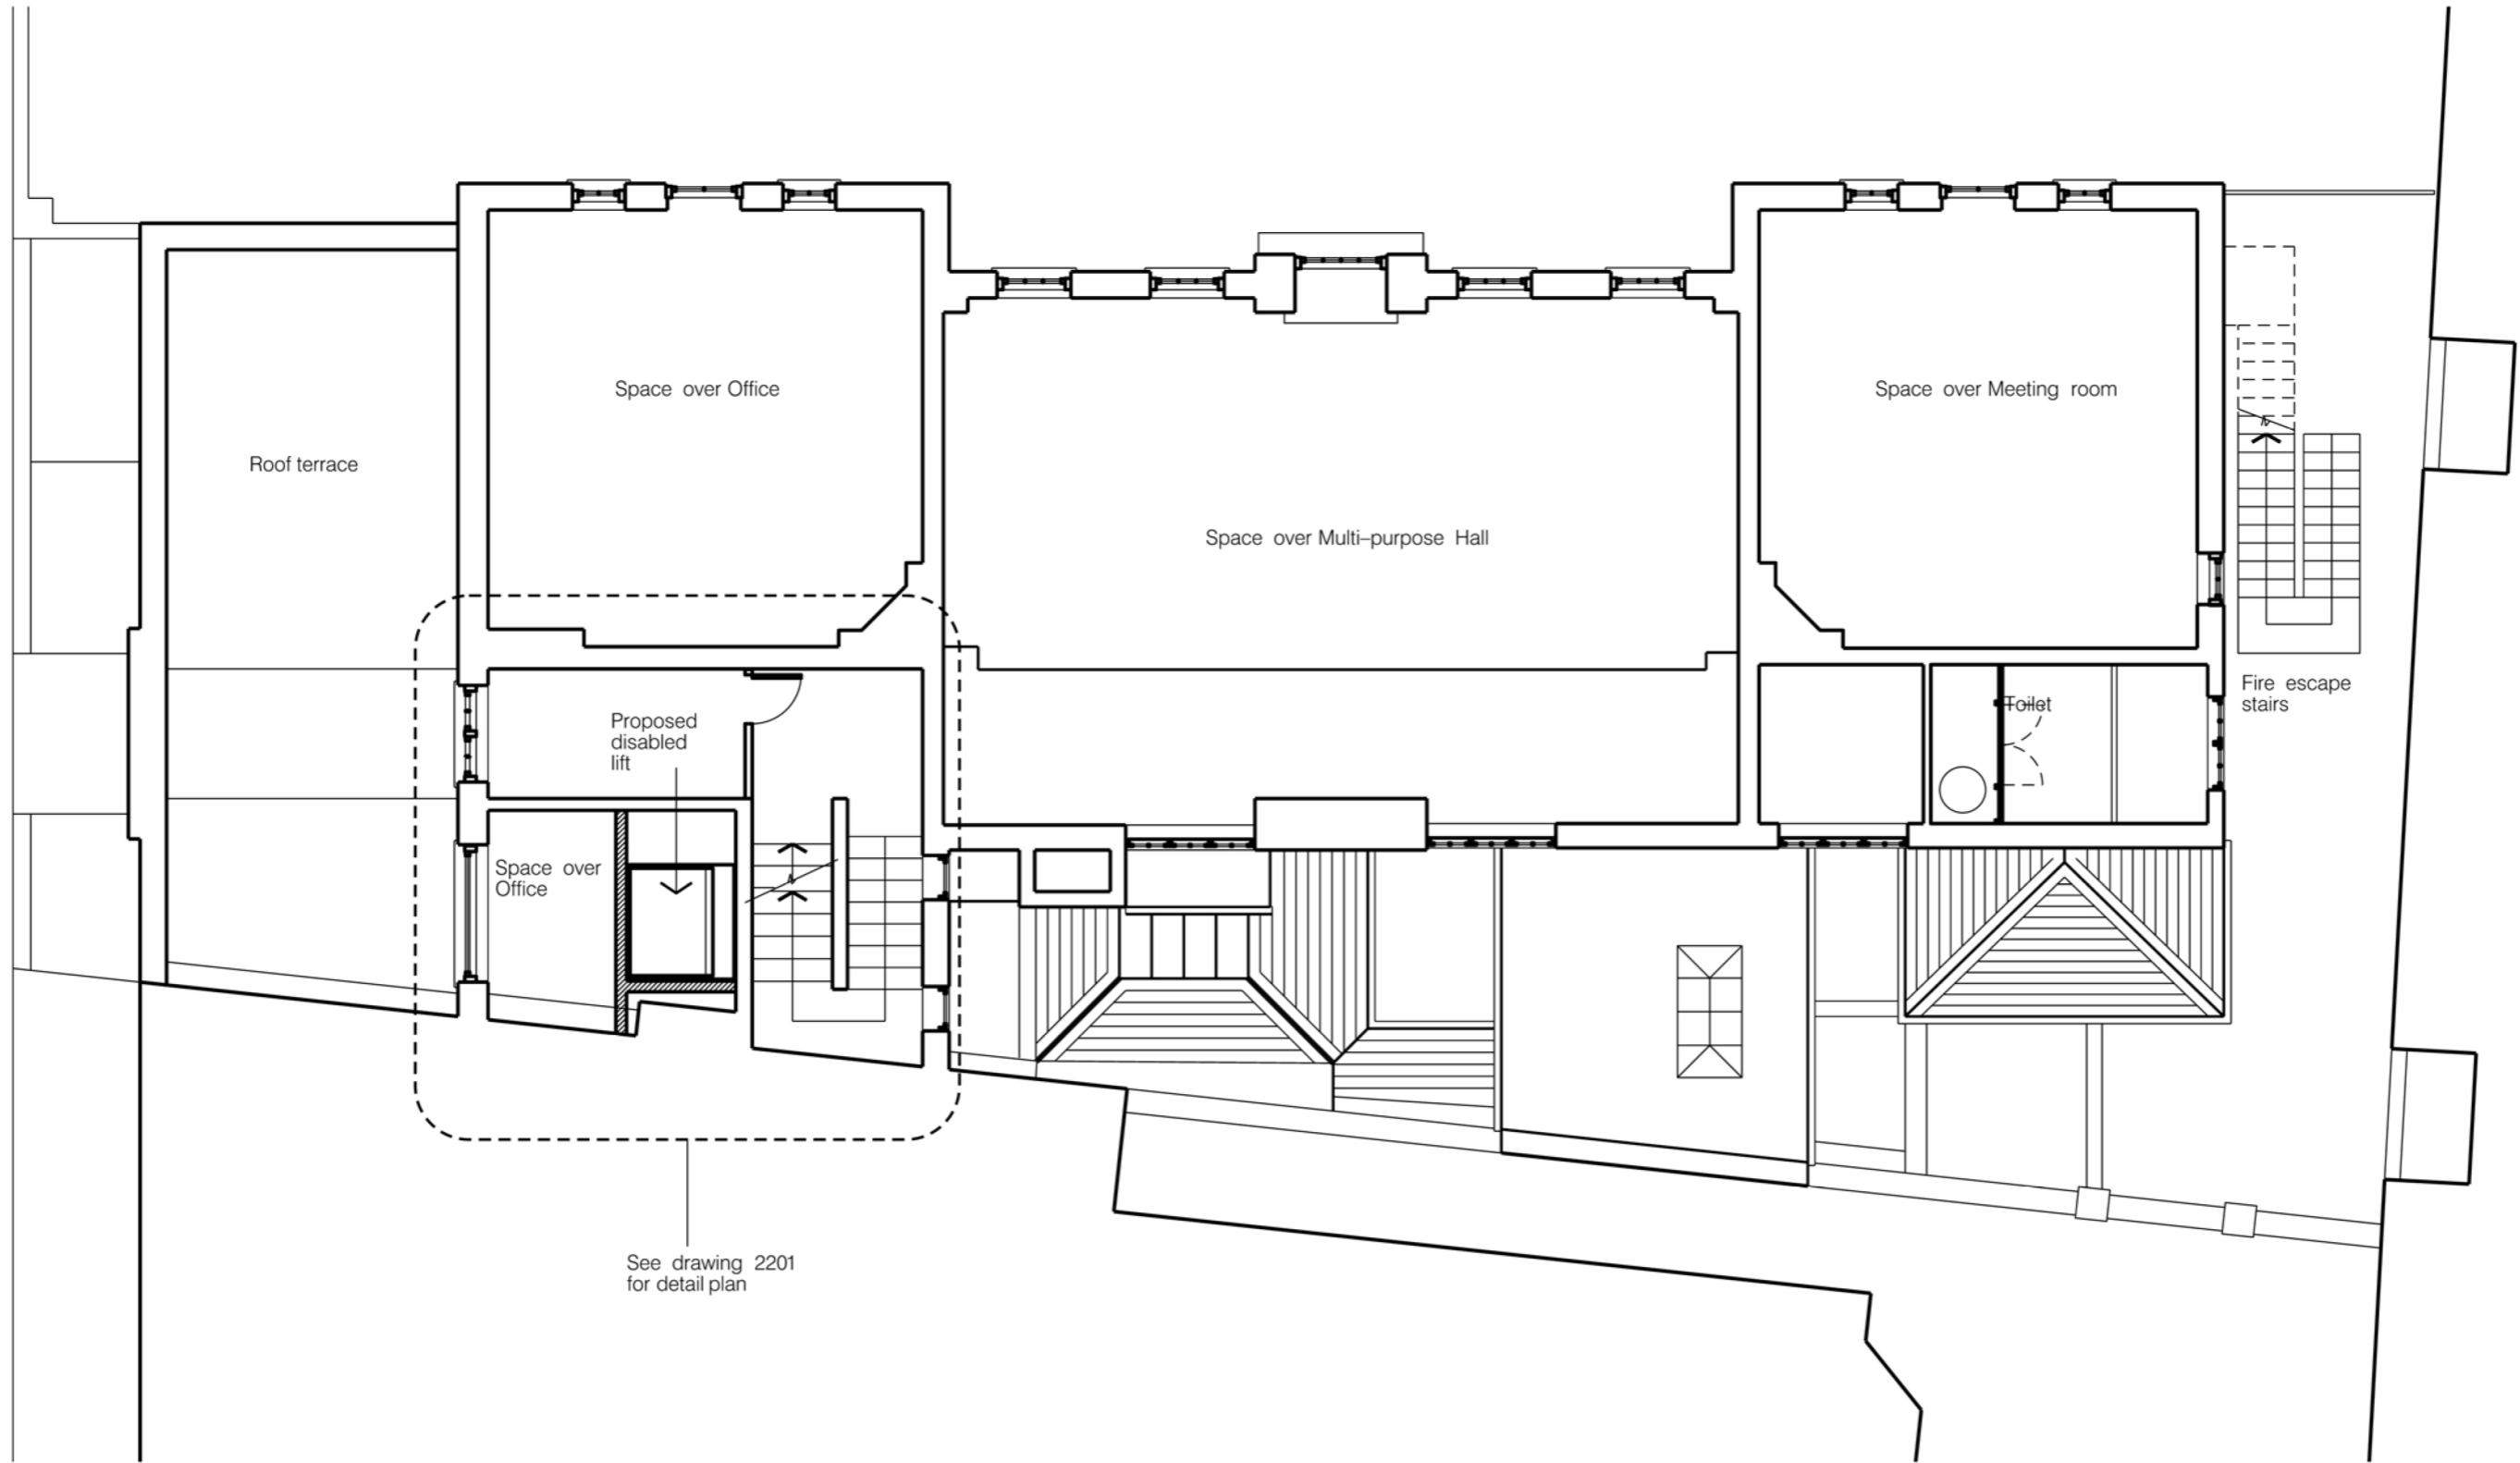 Space over Office
Space over Meeting room
Roof terrace
Space over Multi-purpose Hall
Proposed
disabled
lift
Toilet
Fire escape
stairs
Space over
Office
See drawing 2201
for detail plan